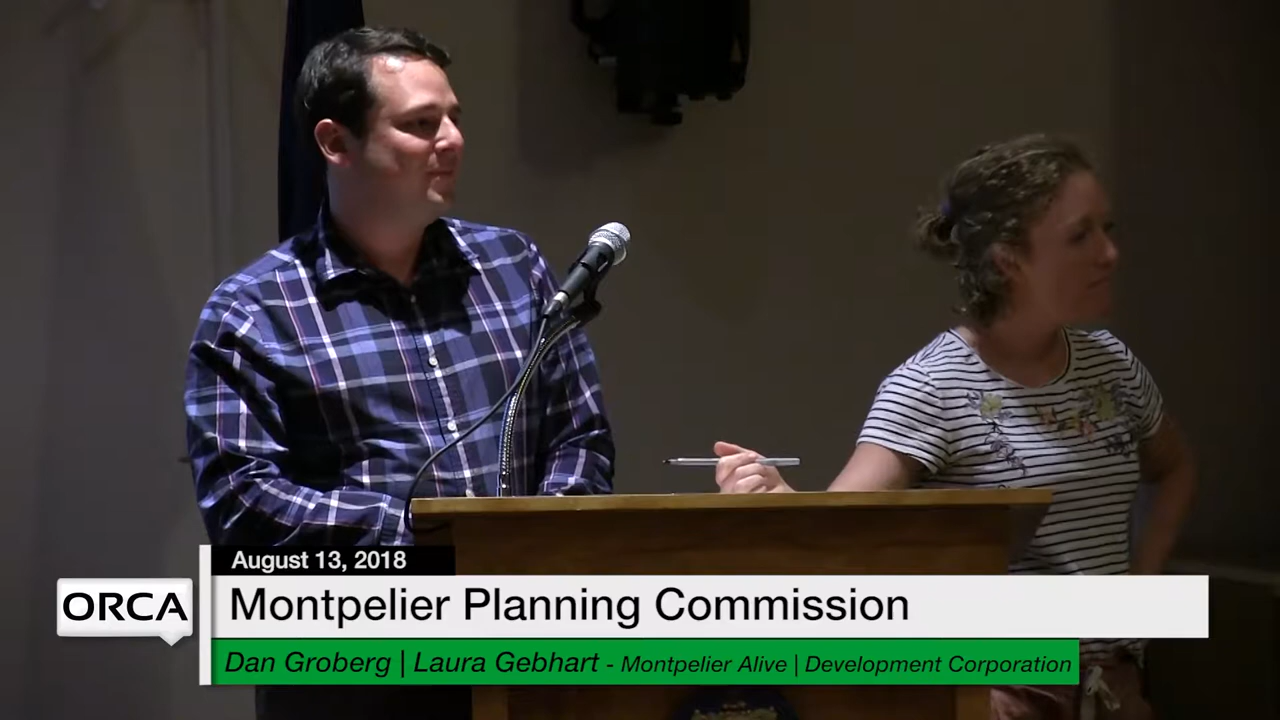 August 13, 2018
ORCA
Montpelier Planning Commission
Dan Groberg | Laura Gebhart - Montpelier Alive | Development Corporation